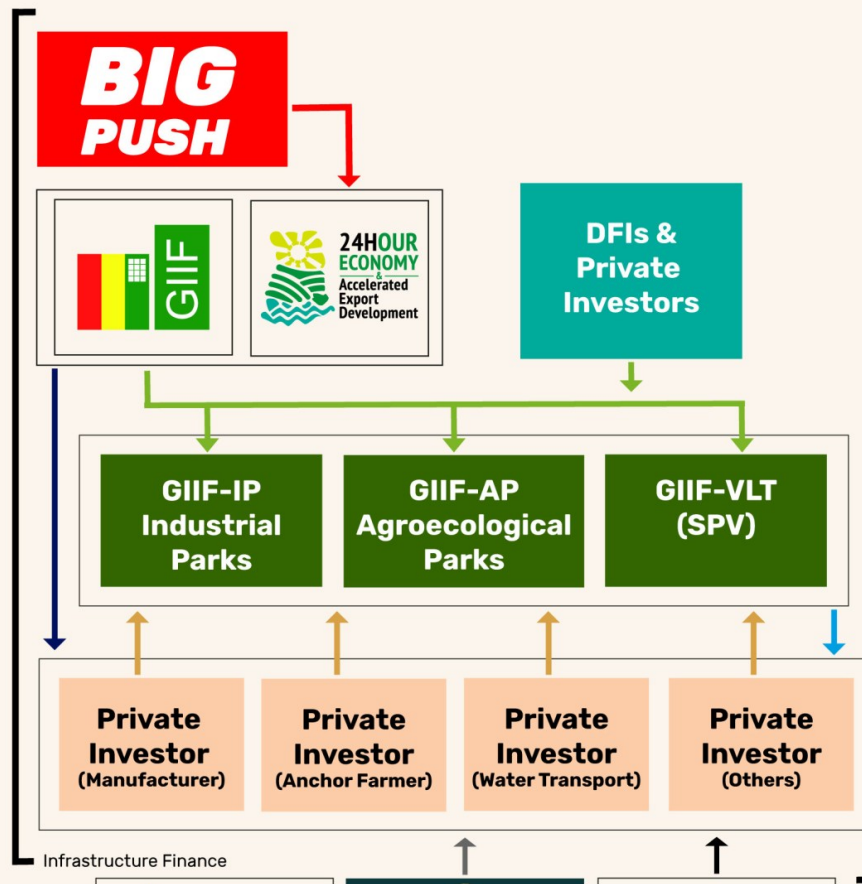 BIG
PUSH
GIIF
24HOUR
ECONOMY
&
Accelerated
Export
Development
DFIs &
Private
Investors
GIIF-IP
Industrial
Parks
GIIF-AP
Agroecological
Parks
GIIF-VLT
(SPV)
Private
Investor
(Manufacturer)
Private
Investor
(Anchor Farmer)
Private
Investor
(Water Transport)
Private
Investor
(Others)
Infrastructure Finance